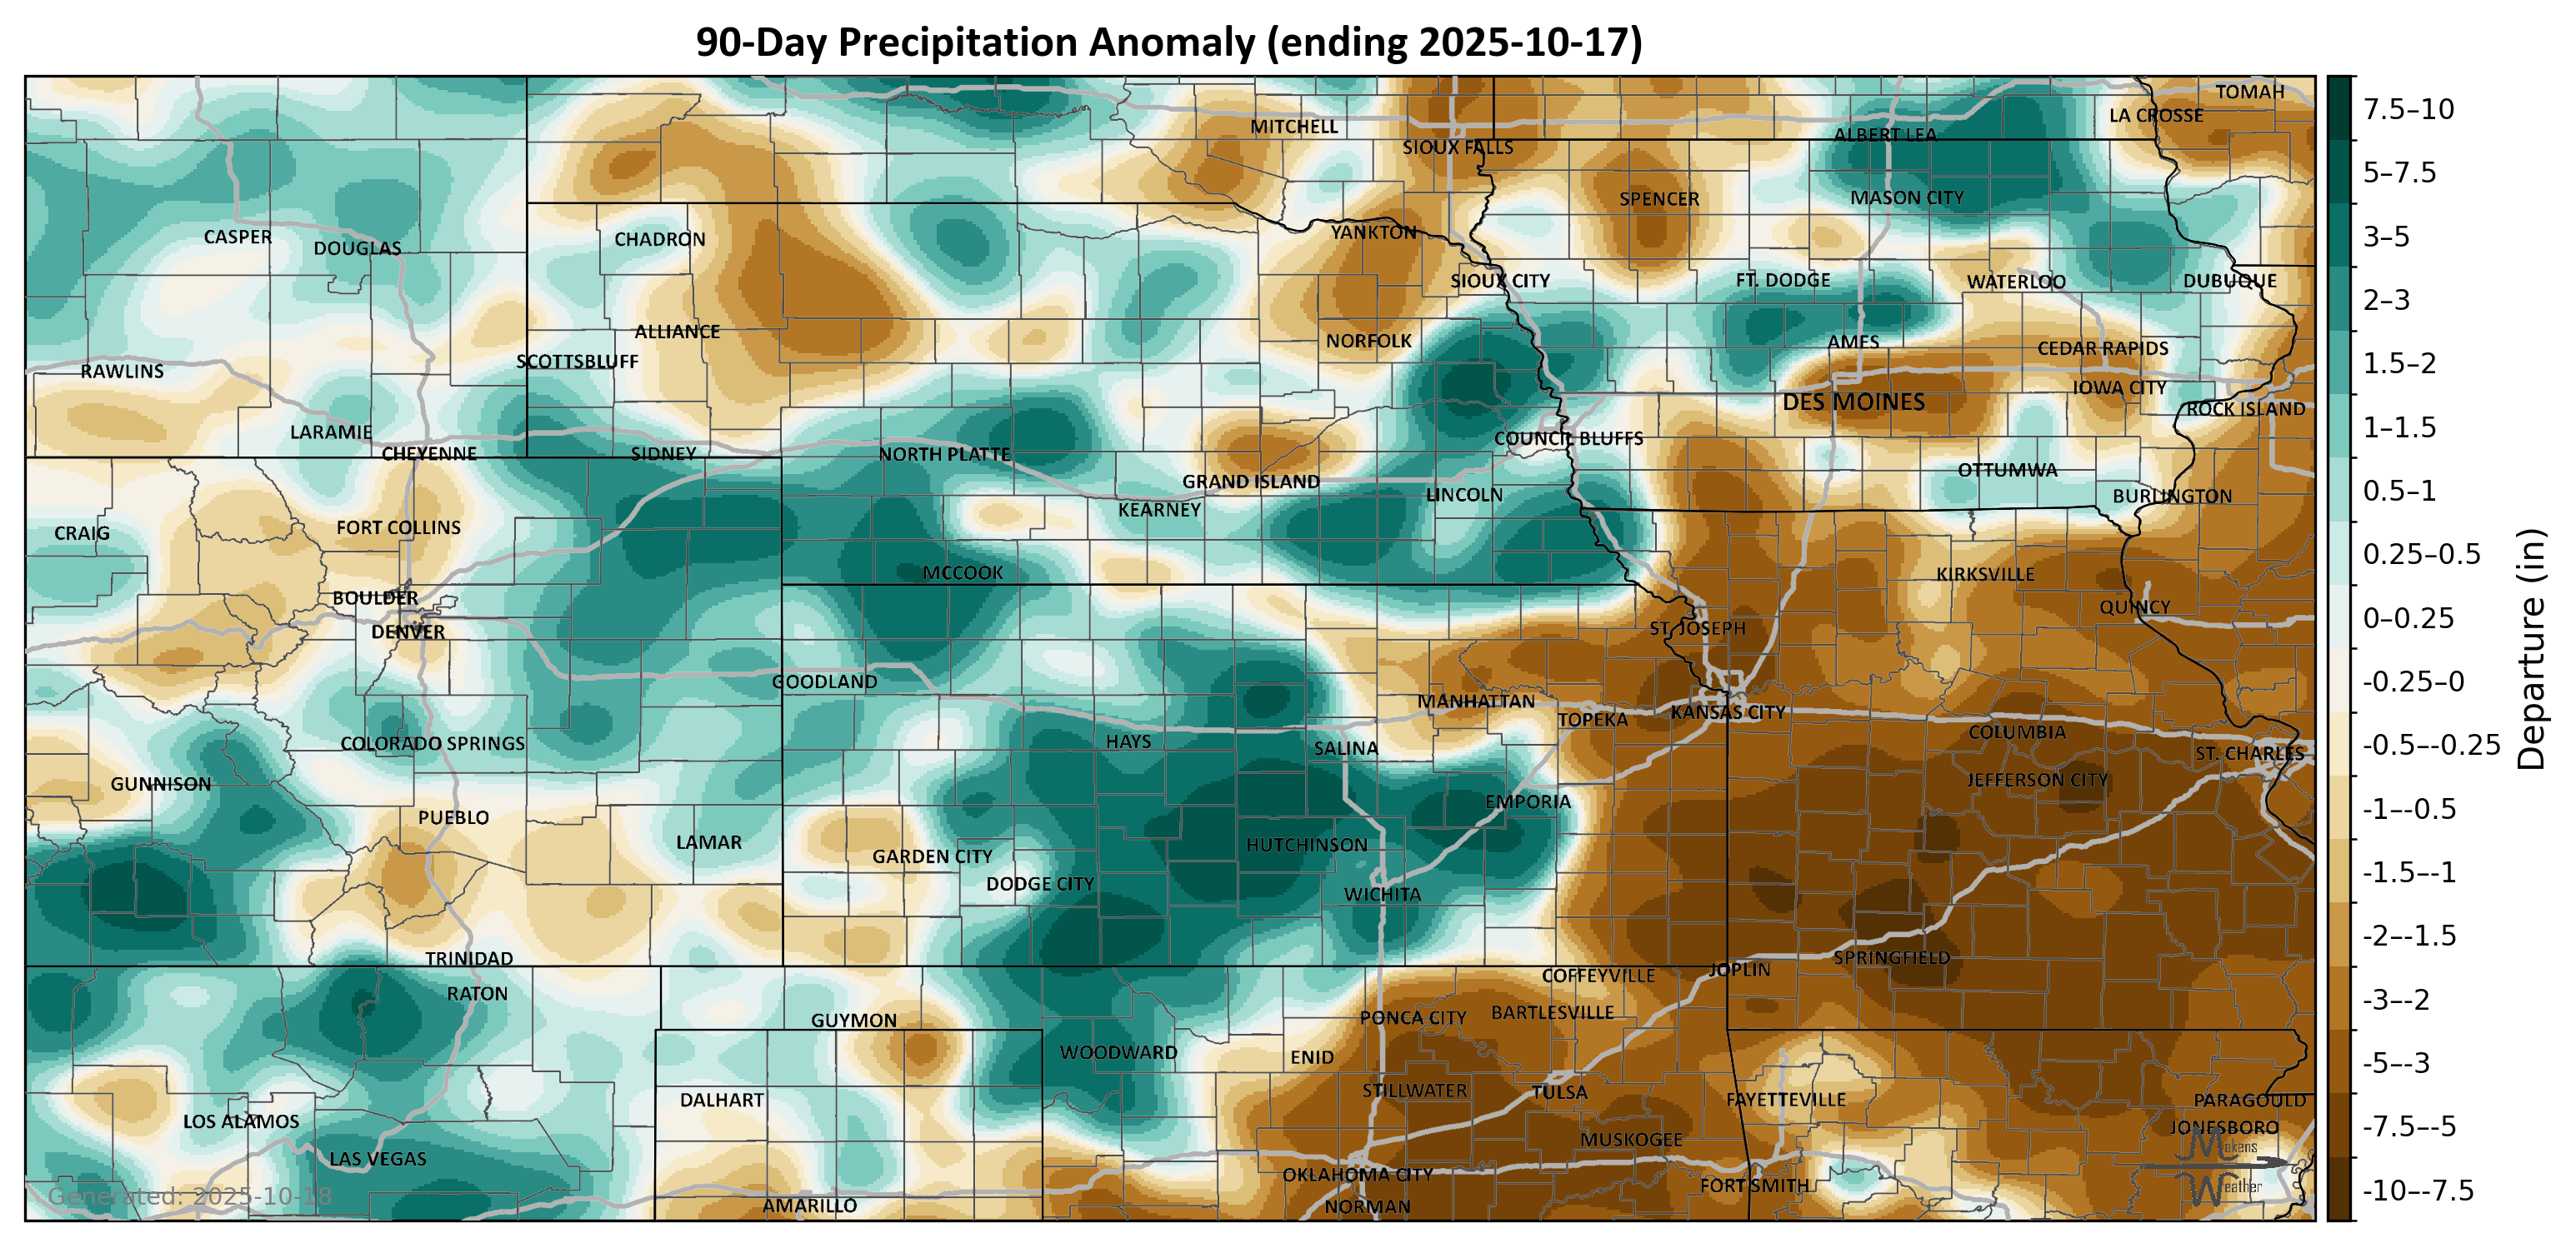 90-Day Precipitation Anomaly (ending 2025-10-17)
TOMAH
LA CROSSE
MITCHELL
ALBERT LEA
SIOUX FALLS
SPENCER
MASON CITY
YANKTON
CASPER
CHADRON
DOUGLAS
SIOUX CITY
FT. DODGE
WATERLOO
DUBUQUE
ALLIANCE
NORFOLK
AMES
CEDAR RAPIDS
SCOTTSBLUFF
RAWLINS
IOWA CITY
DES MOINES
ROCK ISLAND
LARAMIE
COUNCIL BLUFFS
CHEYENNE
SIDNEY
NORTH PLATTE
OTTUMWA
GRAND ISLAND
LINCOLN
BURLINGTON
KEARNEY
FORT COLLINS
CRAIG
MCCOOK
KIRKSVILLE
BOULDER
QUINCY
DENVER
ST. JOSEPH
GOODLAND
MANHATTAN
TOPEKA
KANSAS CITY
COLUMBIA
COLORADO SPRINGS
HAYS
SALINA
ST. CHARLES
GUNNISON
JEFFERSON CITY
EMPORIA
PUEBLO
LAMAR
HUTCHINSON
GARDEN CITY
DODGE CITY
WICHITA
TRINIDAD
SPRINGFIELD
JOPLIN
COFFEYVILLE
RATON
BARTLESVILLE
PONCA CITY
GUYMON
WOODWARD
ENID
STILLWATER
TULSA
DALHART
FAYETTEVILLE
PARAGOULD
LOS ALAMOS
JONESBORO
MUSKOGEE
Makens
LAS VEGAS
OKLAHOMA CITY
FORT SMITH
Weather
Generated: 2025-10-18
AMARILLO
NORMAN
7.5–10
5–7.5
3–5
2–3
1.5–2
1–1.5
0.5–1
0.25–0.5
0–0.25
-0.25–0
-0.5–-0.25
-1–-0.5
-1.5–-1
-2–-1.5
-3–-2
-5–-3
-7.5–-5
-10–-7.5
Departure (in)